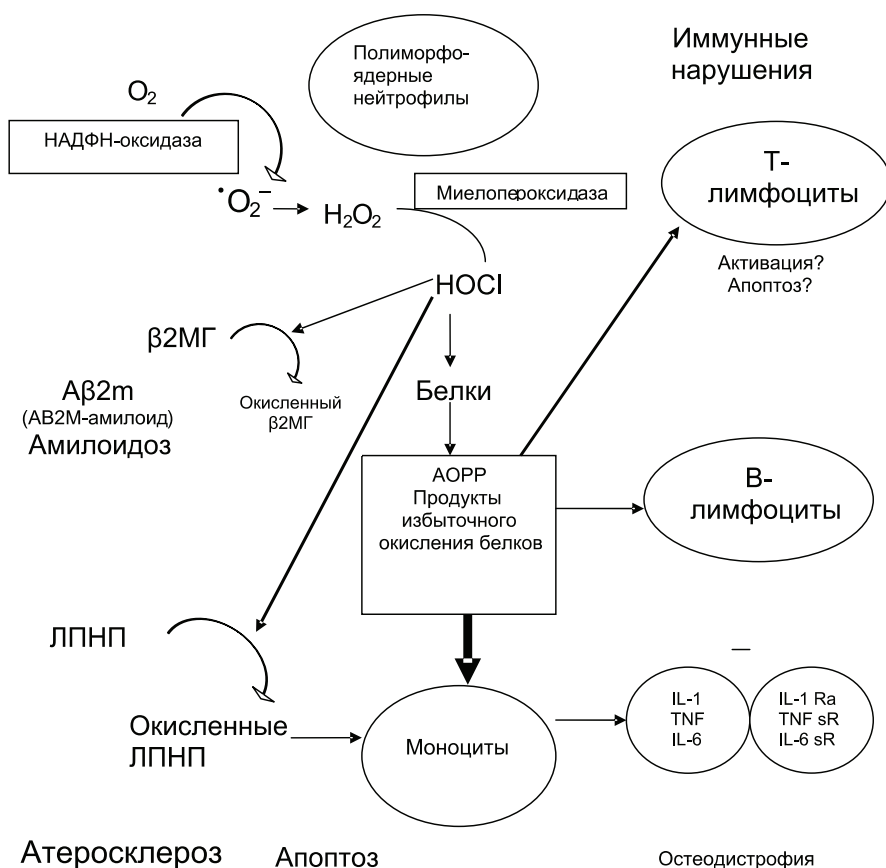 Полиморфо-
ядерные
нейтрофилы
Иммунные
нарушения
O₂
НАДФН-оксидаза
•O₂⁻
H₂O₂
Миелопероксидаза
Т-
лимфоциты
Активация?
Апоптоз?
HOCl
β2МГ
Окисленный
β2МГ
Aβ2m
(АВ2М-амилоид)
Амилоидоз
Белки
АОРР
Продукты
избыточного
окисления белков
В-
лимфоциты
ЛПНП
Окисленные
ЛПНП
Моноциты
—
IL-1
TNF
IL-6
IL-1 Ra
TNF sR
IL-6 sR
Атеросклероз
Апоптоз
Остеодистрофия